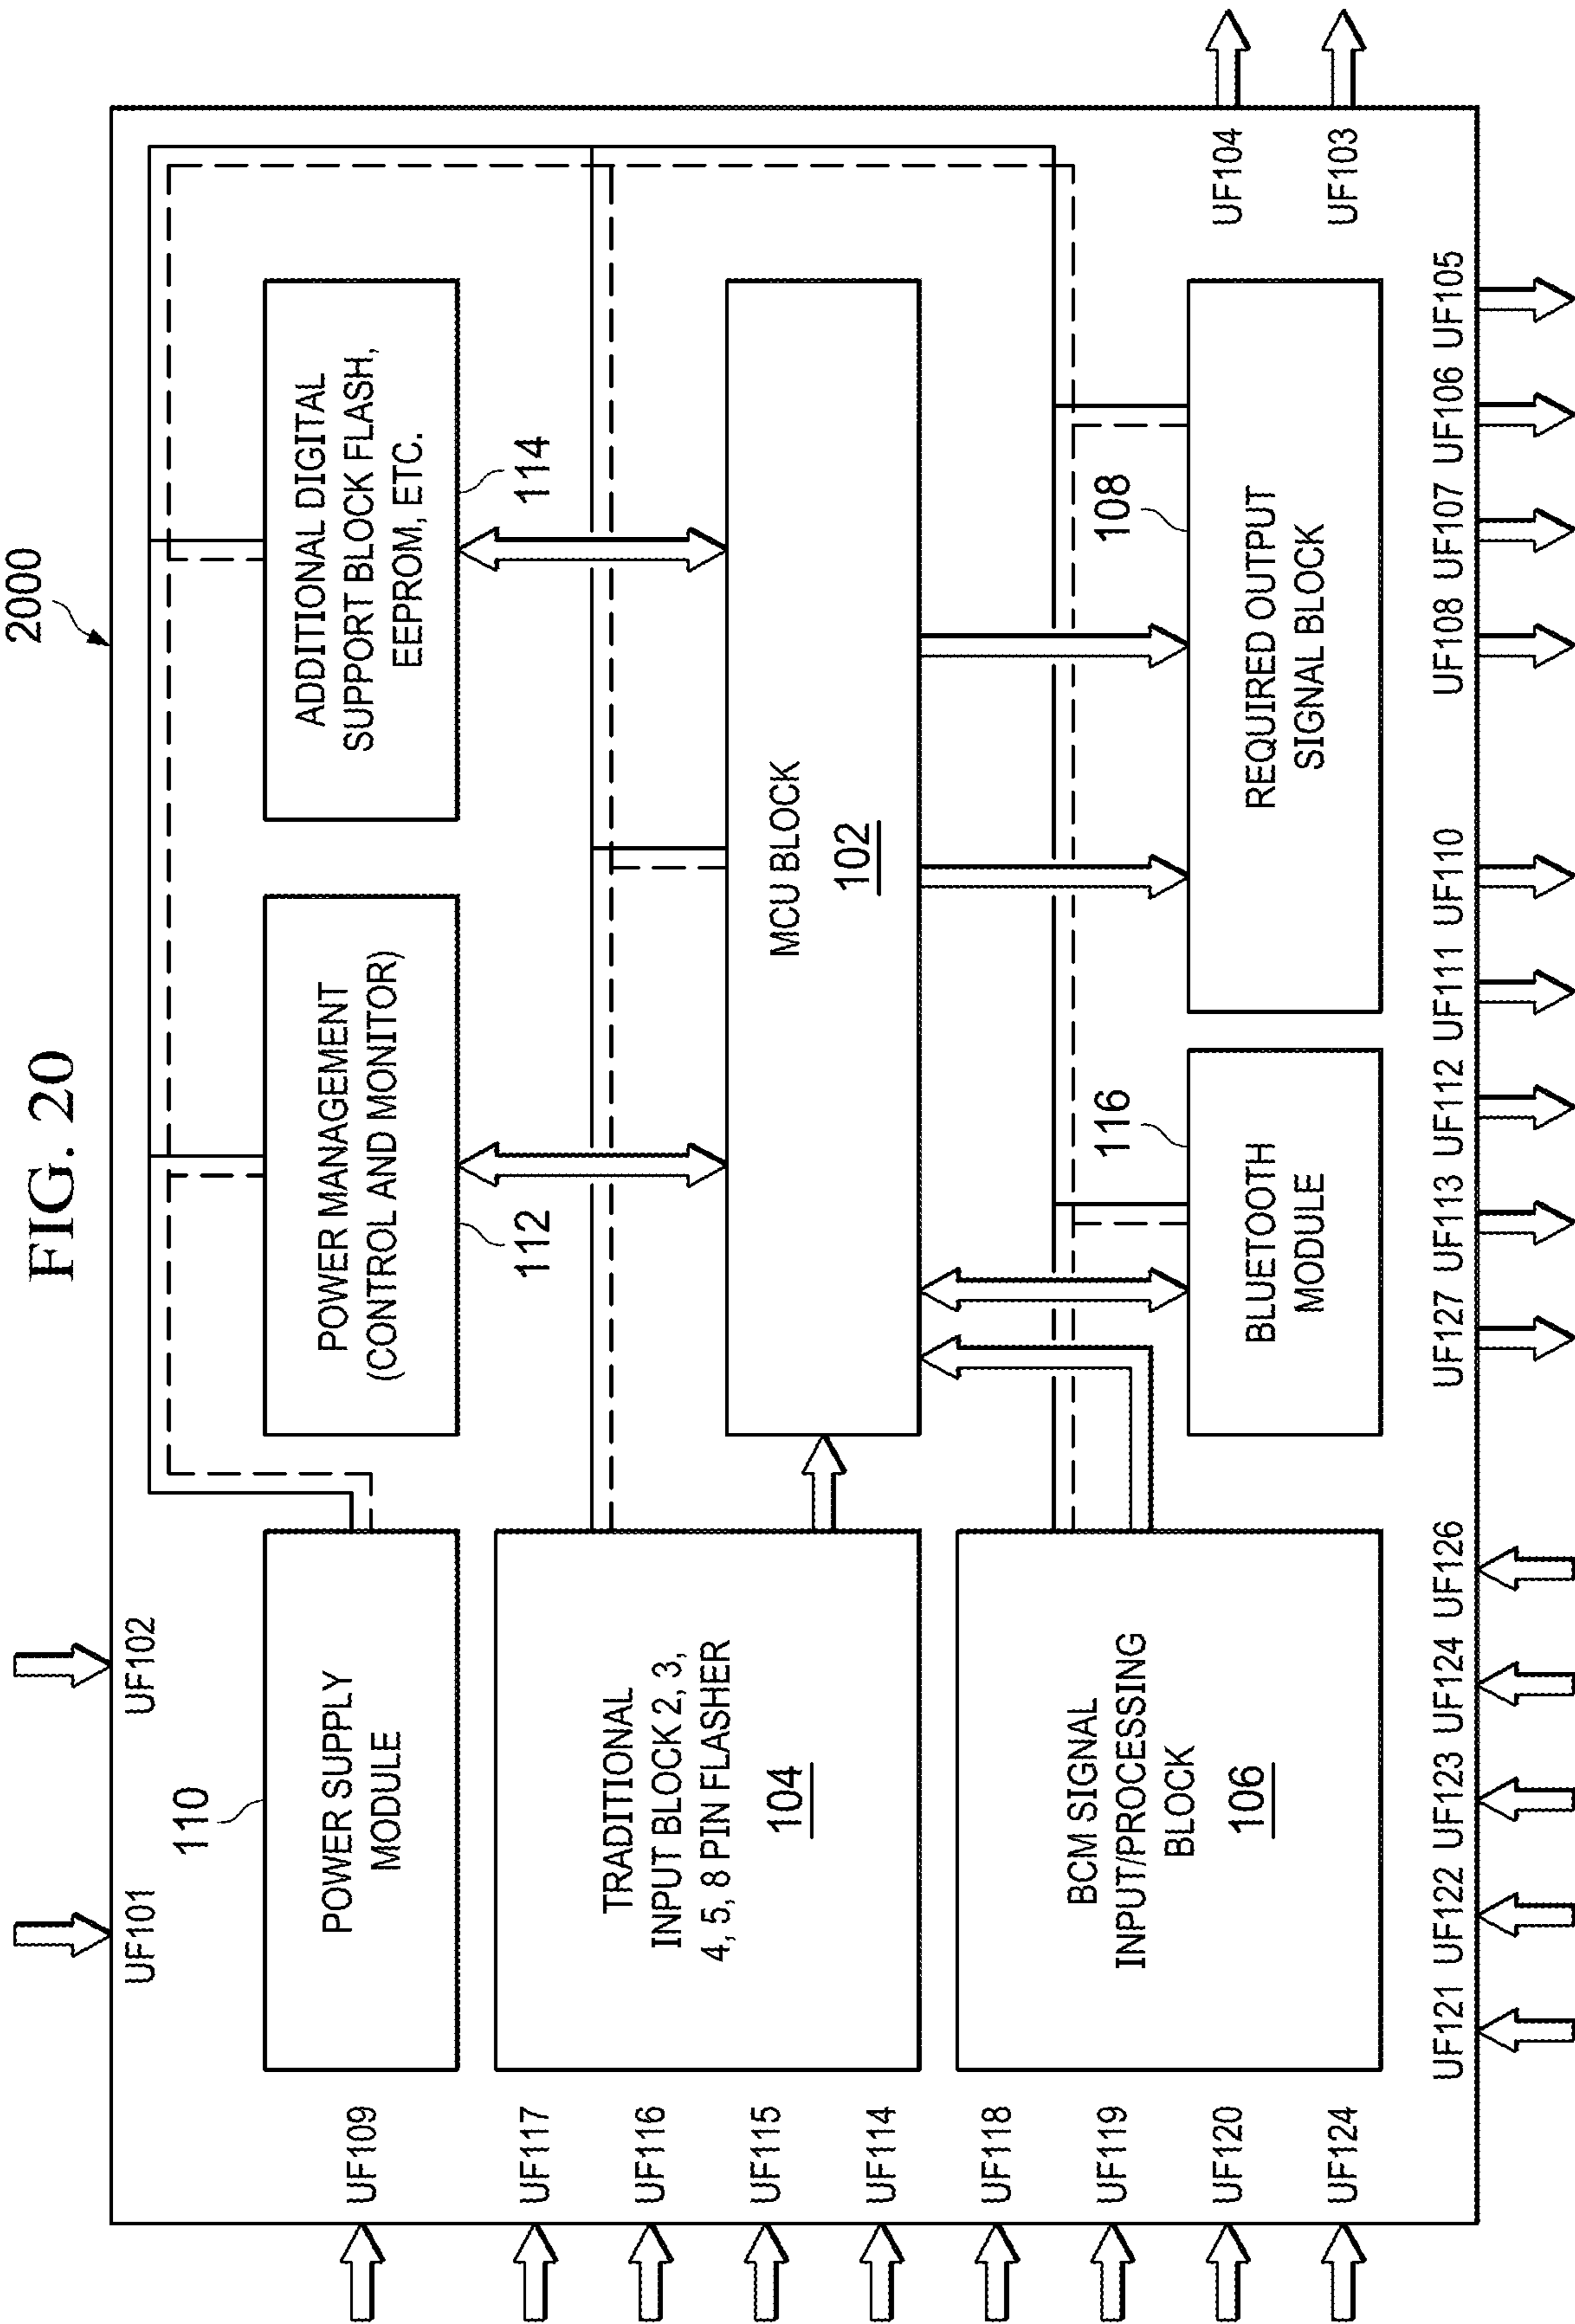 FIG. 20
2000
UF101
UF102
110
POWER SUPPLY
MODULE
POWER MANAGEMENT
(CONTROL AND MONITOR)
112
ADDITIONAL DIGITAL
SUPPORT BLOCK FLASH,
EEPROM, ETC.
114
TRADITIONAL
INPUT BLOCK 2, 3,
4, 5, 8 PIN FLASHER
104
MCU BLOCK
102
BCM SIGNAL
INPUT/PROCESSING
BLOCK
106
116
BLUETOOTH
MODULE
108
REQUIRED OUTPUT
SIGNAL BLOCK
UF109
UF117
UF116
UF115
UF114
UF118
UF119
UF120
UF124
UF104
UF103
UF121 UF122 UF123 UF124 UF126 UF127 UF113 UF112 UF111 UF110 UF108 UF107 UF106 UF105